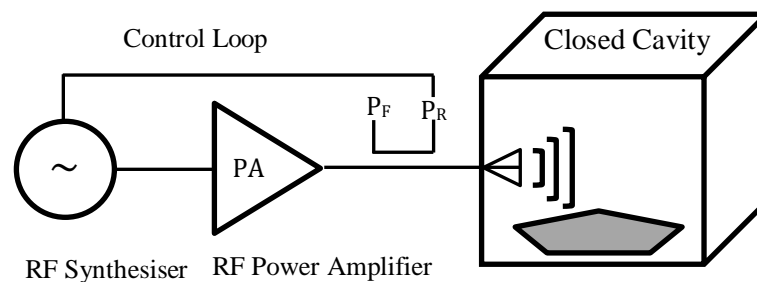 Control Loop
Closed Cavity
P_F P_R
~
PA
RF Synthesiser RF Power Amplifier